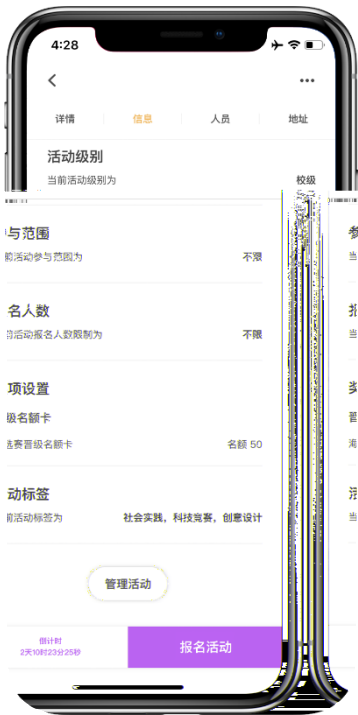 4:28
详情 信息 人员 地址
活动级别
当前活动级别为 校级
与范围
前活动参与范围为 不限
名人数
前活动报名人数限制为 不限
项设置
级名额卡
选赛晋级名额卡 名额 50
动标签
前活动标签为 社会实践，科技竞赛，创意设计
管理活动
倒计时
2天10时23分25秒
报名活动